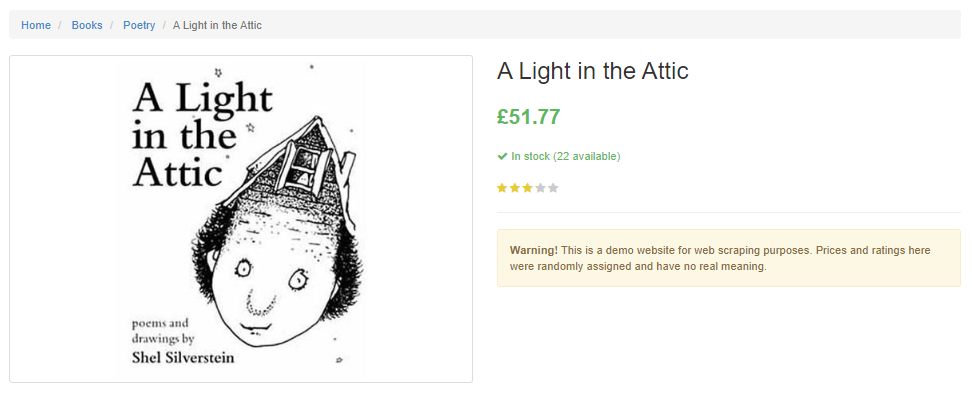 Home / Books / Poetry / A Light in the Attic
A Light
in the
Attic
poems and
drawings by
Shel Silverstein
A Light in the Attic
£51.77
In stock (22 available)
Warning! This is a demo website for web scraping purposes. Prices and ratings here
were randomly assigned and have no real meaning.